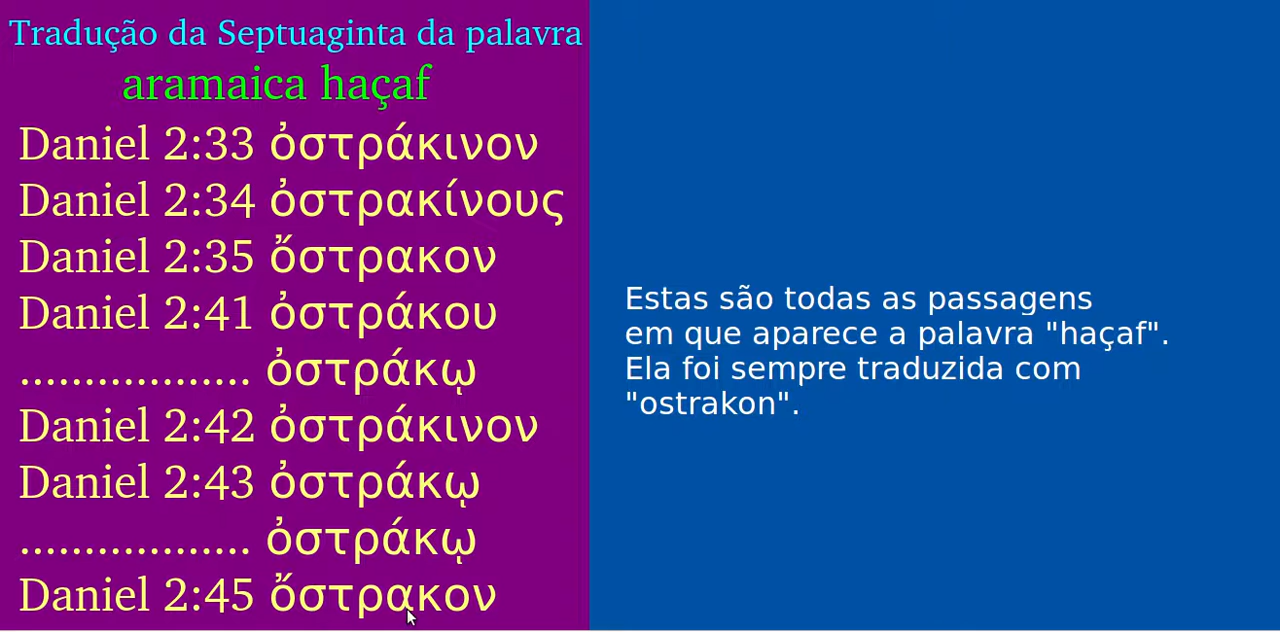 Tradução da Septuaginta da palavra
aramaica haçaf
Daniel 2:33 ὀστράκινον
Daniel 2:34 ὀστρακίνους
Daniel 2:35 ὄστρακον
Daniel 2:41 ὀστράκου
.................. ὀστράκῳ
Daniel 2:42 ὀστράκινον
Daniel 2:43 ὀστράκῳ
.................. ὀστράκῳ
Daniel 2:45 ὄστρακον
Estas são todas as passagens
em que aparece a palavra "haçaf".
Ela foi sempre traduzida com
"ostrakon".